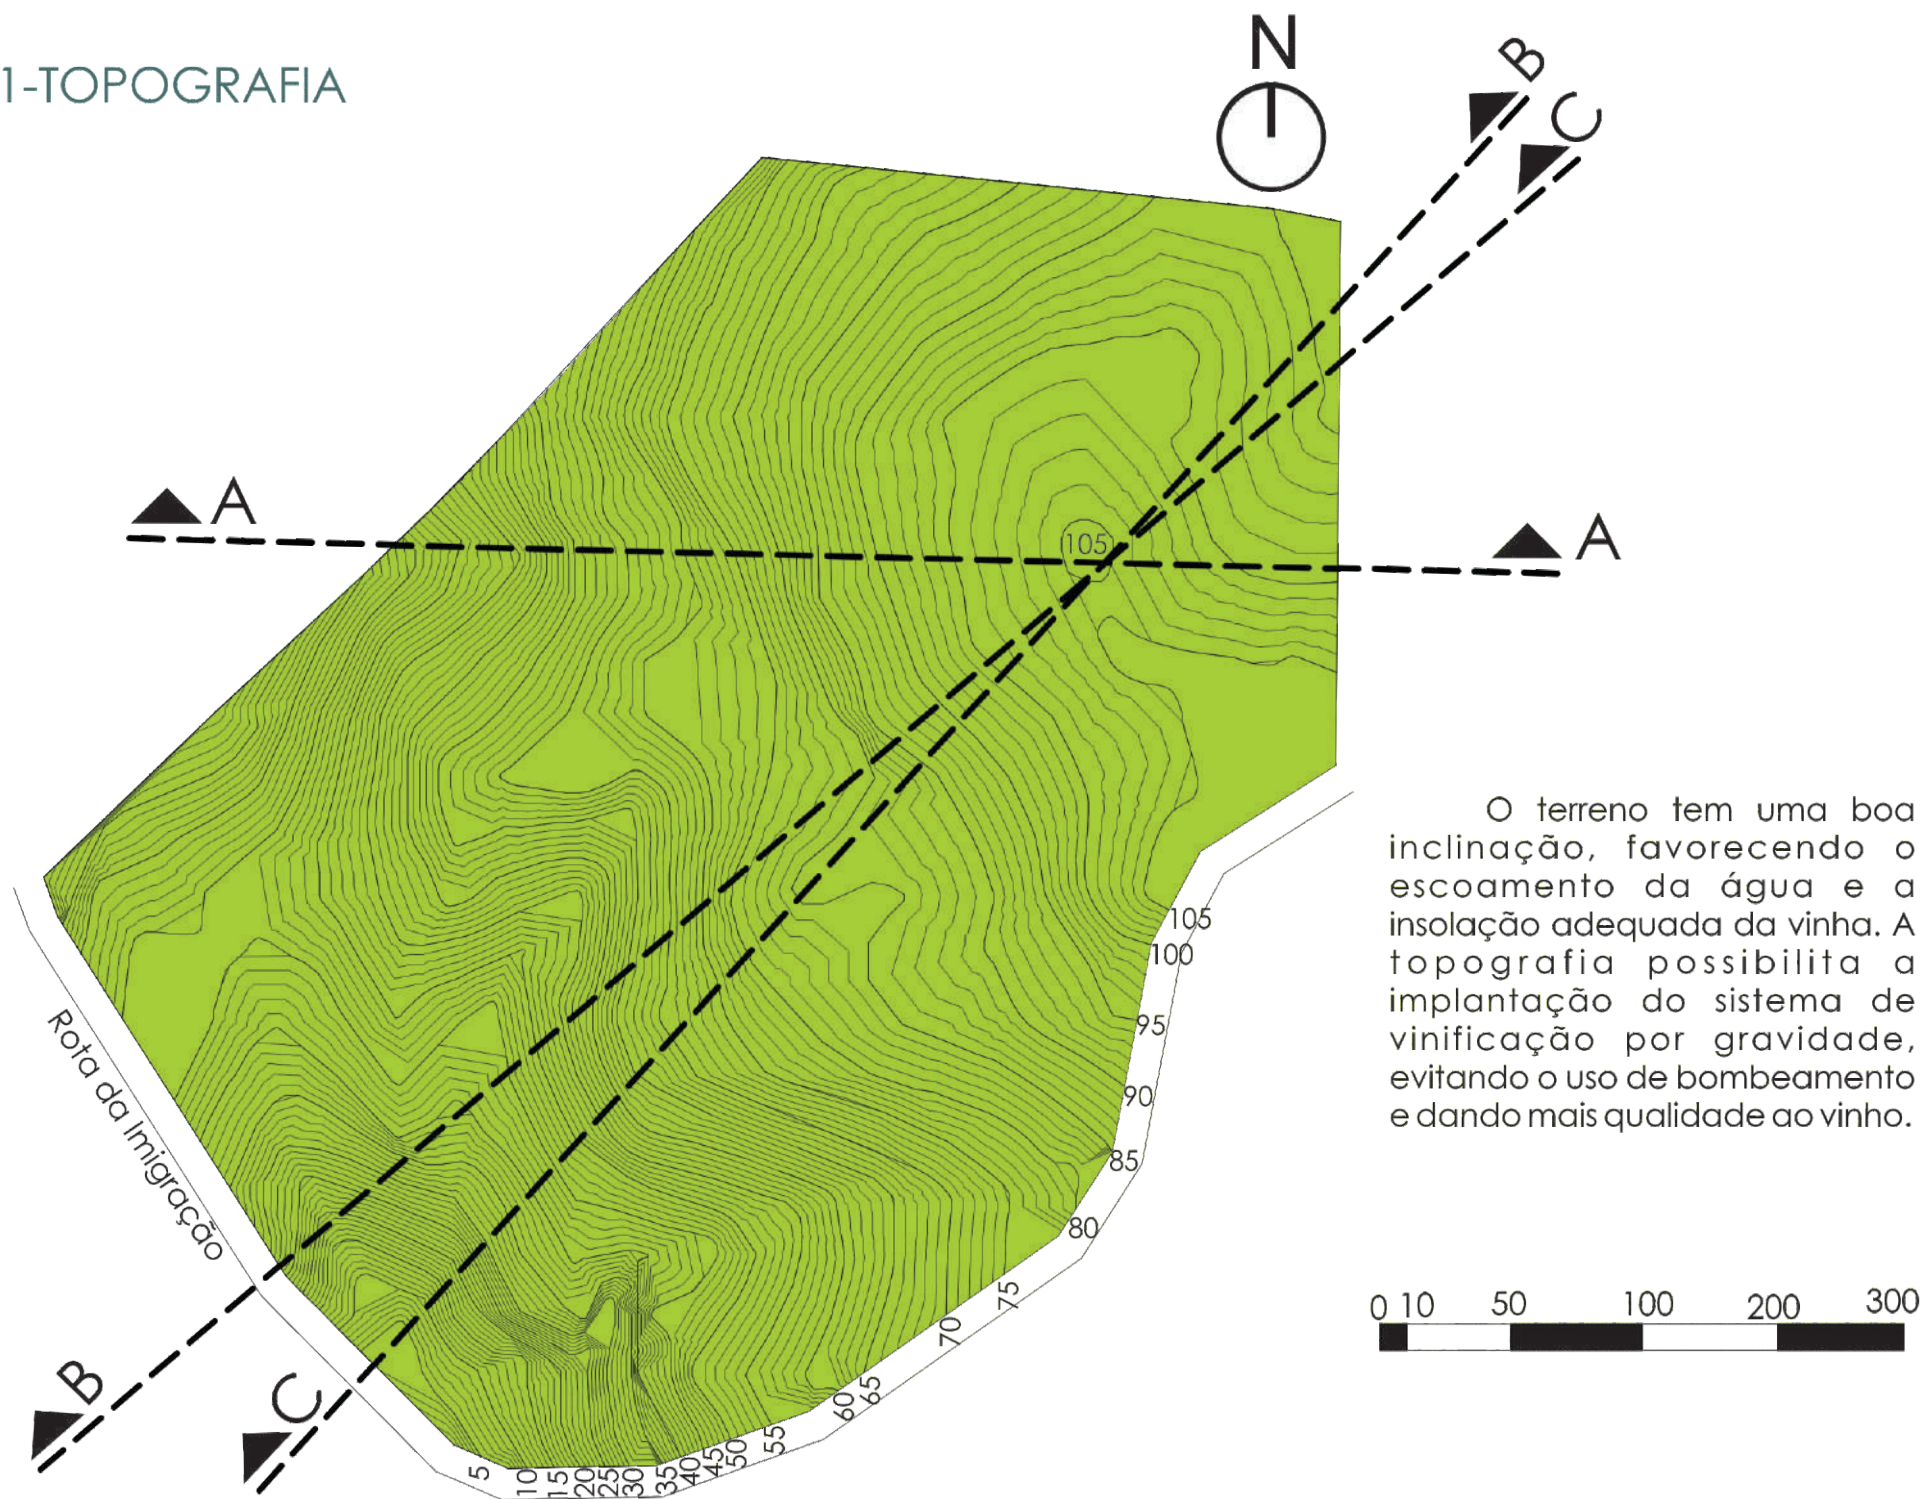 1-TOPOGRAFIA
N
B
C
A
A
105
O terreno tem uma boa
inclinação, favorecendo o
escoamento da água e a
insolação adequada da vinha. A
topografia possibilita a
implantação do sistema de
vinificação por gravidade,
evitando o uso de bombeamento
e dando mais qualidade ao vinho.
105
100
95
90
85
80
75
70
65
60
55
50
45
40
35
30
25
20
15
10
5
Rota da Imigração
0 10 50 100 200 300
B
C